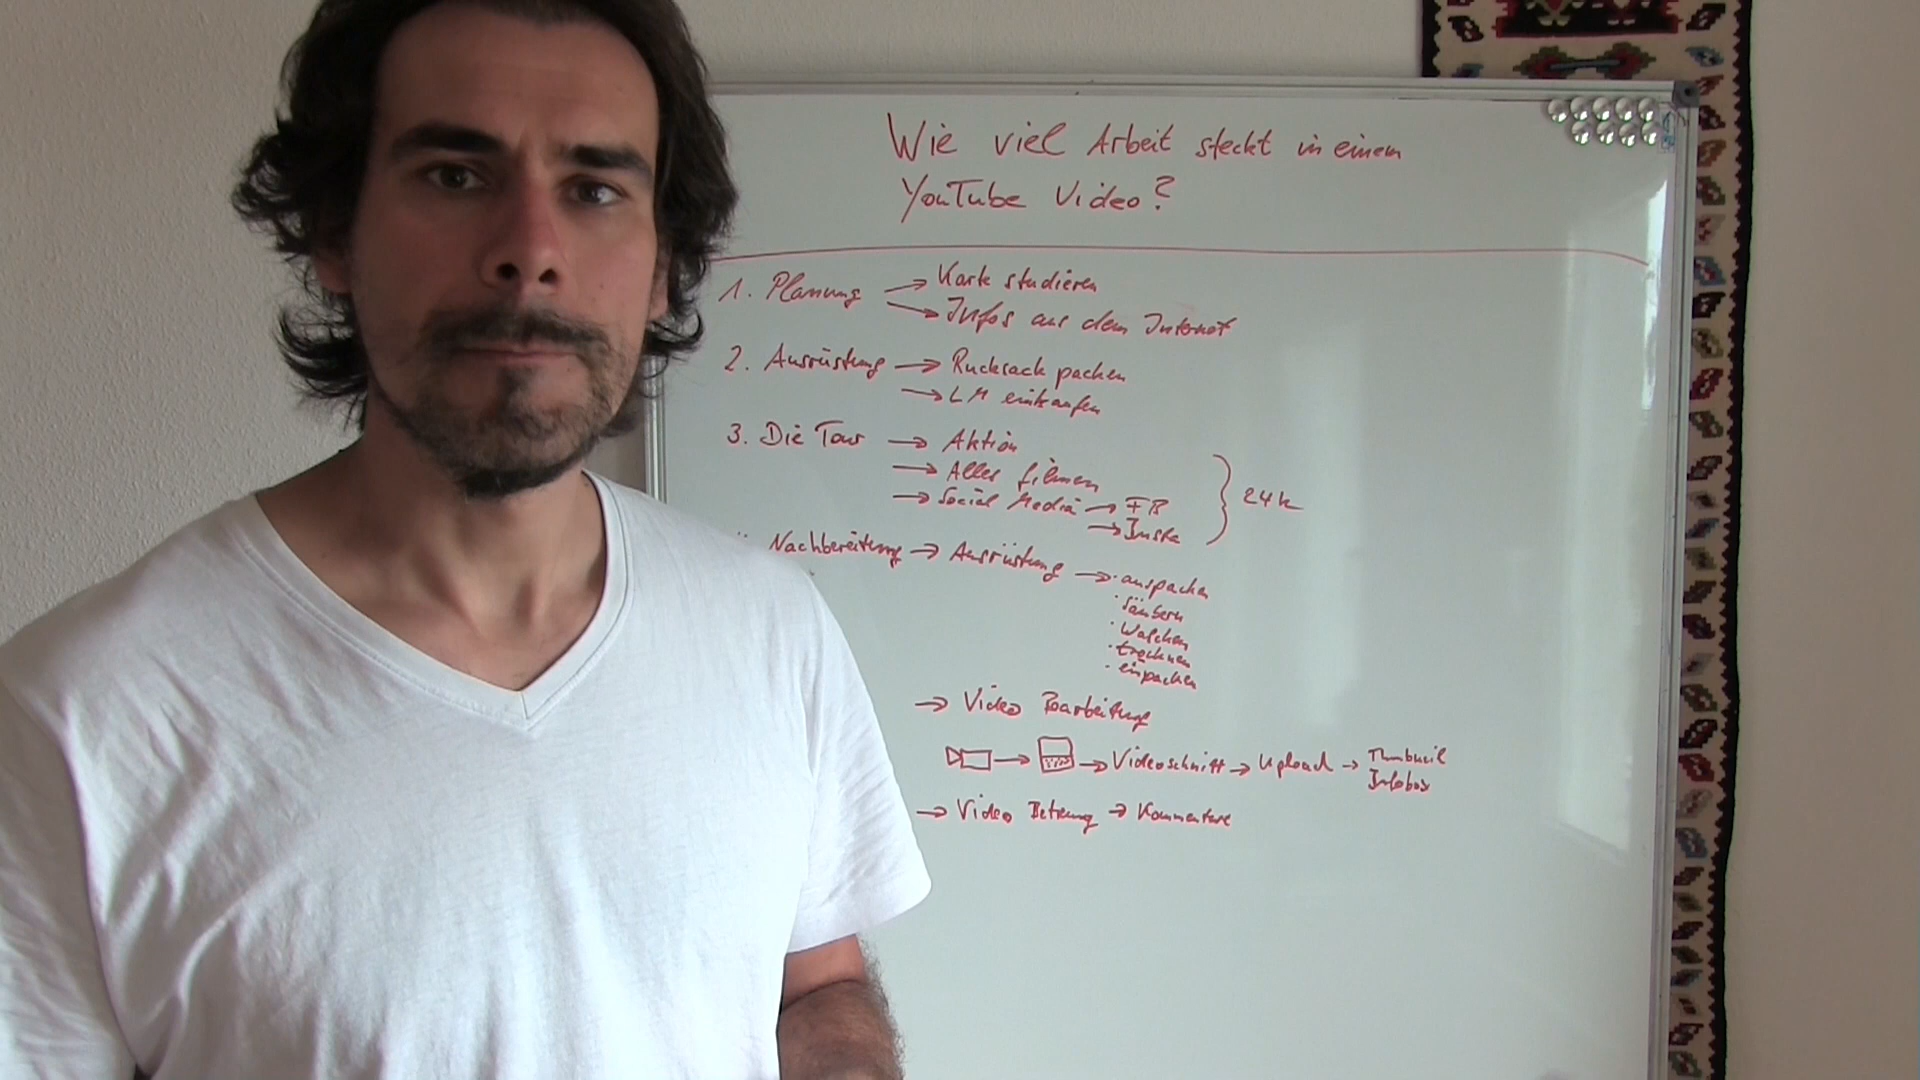 Wie viel Arbeit steckt in einem
YouTube Video?
1. Planung → Karte studieren
→ Infos aus dem Internet
2. Ausrüstung → Rucksack packen
→ LM einkaufen
3. Die Tour → Aktion
→ Alles filmen
→ Social Media → FB
→ Insta
24h
Nachbereitung → Ausrüstung → · auspacken
· säubern
· waschen
· trocknen
· einpacken
→ Video Bearbeitung
→ → Videoschnitt → Upload → Thumbnail
Infobox
→ Video Betreuung → Kommentare